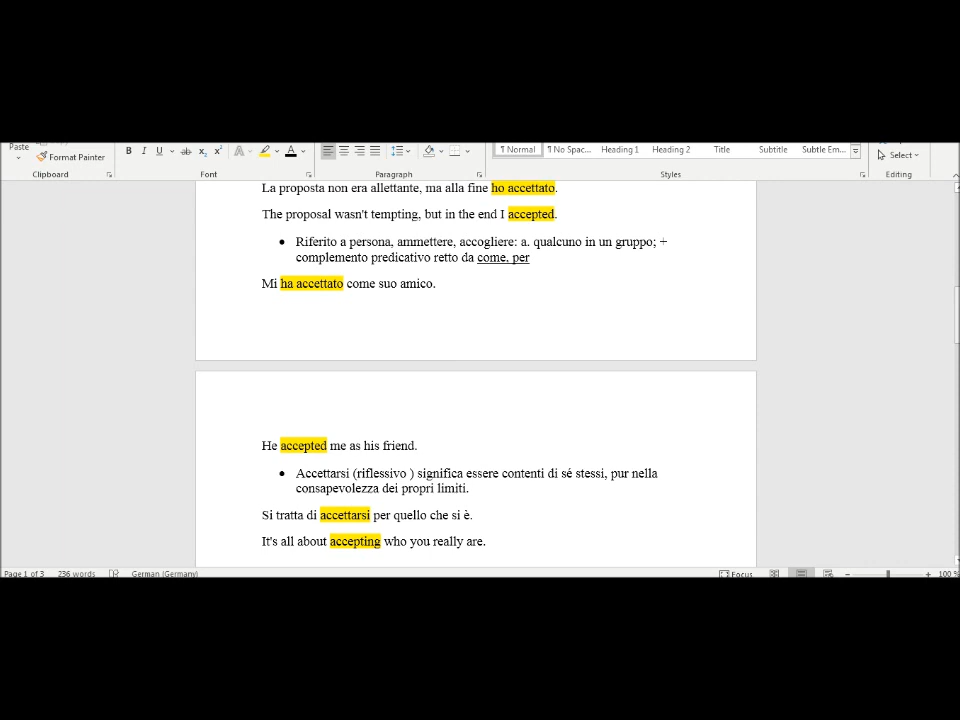 Paste
Format Painter
B I U ab x₂ x² A A
¶ Normal ¶ No Spac... Heading 1 Heading 2 Title Subtitle Subtle Em...
Select
Clipboard Font Paragraph Styles Editing
La proposta non era allettante, ma alla fine ho accettato.
The proposal wasn't tempting, but in the end I accepted.
• Riferito a persona, ammettere, accogliere: a. qualcuno in un gruppo; +
complemento predicativo retto da come, per
Mi ha accettato come suo amico.
He accepted me as his friend.
• Accettarsi (riflessivo ) significa essere contenti di sé stessi, pur nella
consapevolezza dei propri limiti.
Si tratta di accettarsi per quello che si è.
It's all about accepting who you really are.
Page 1 of 3 236 words German (Germany) Focus 100 %